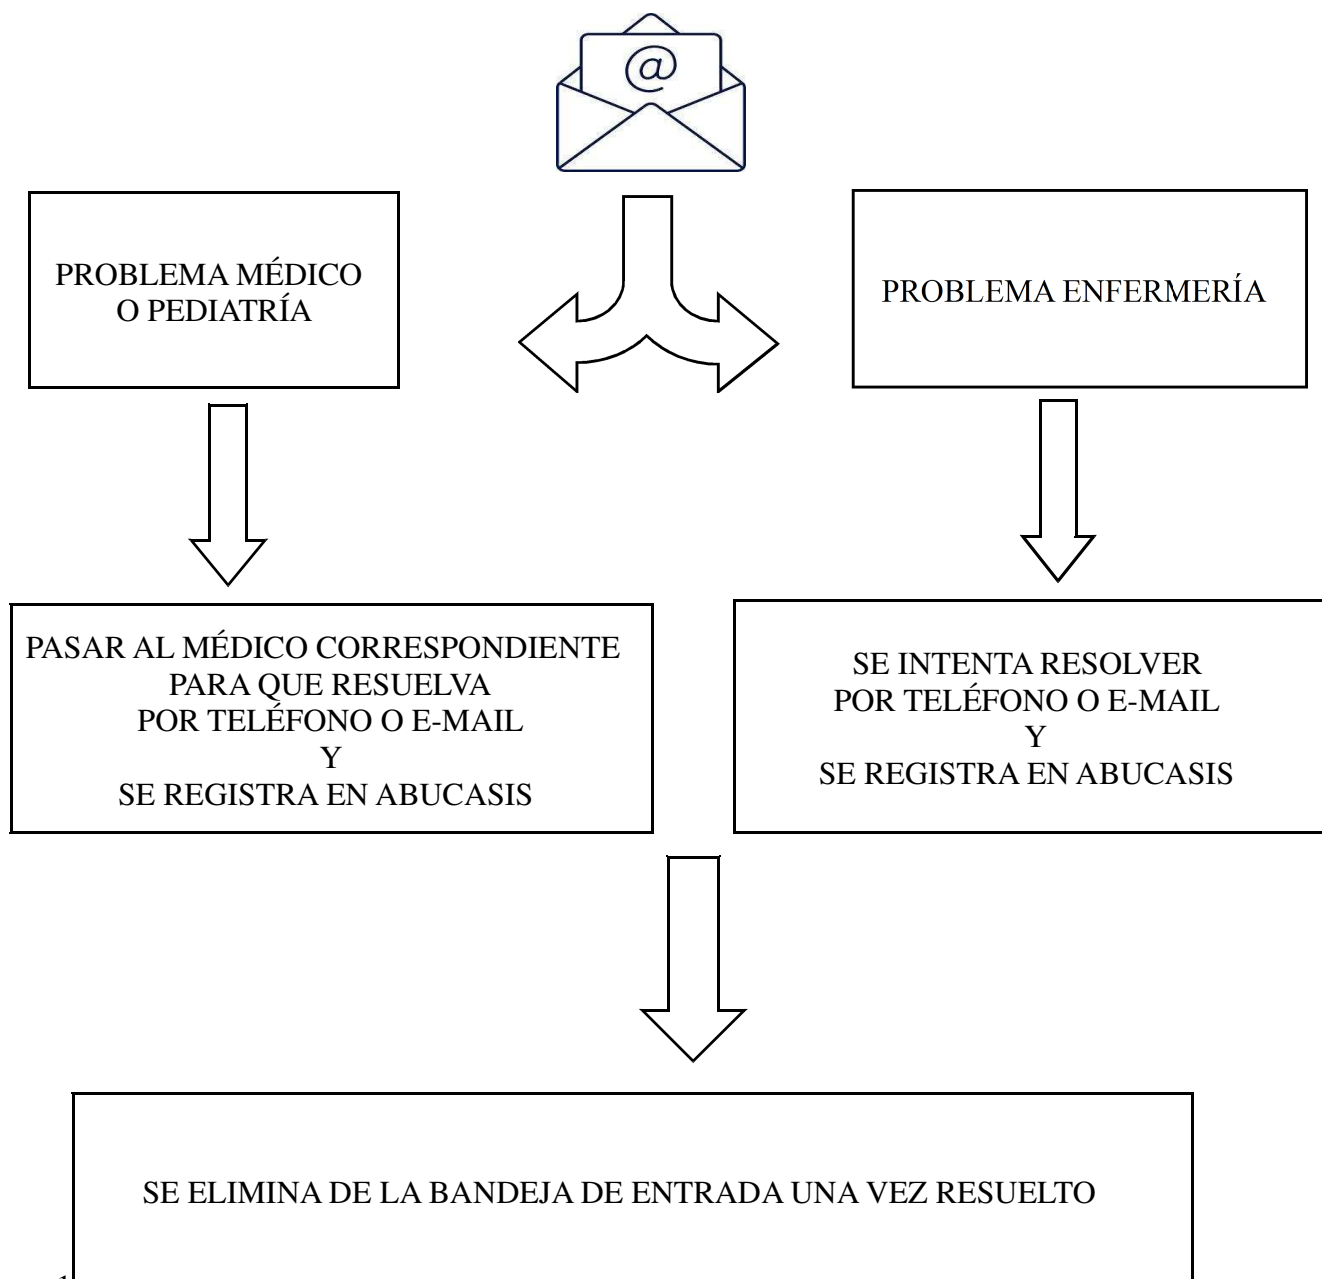 @
PROBLEMA MÉDICO
O PEDIATRÍA
PROBLEMA ENFERMERÍA
PASAR AL MÉDICO CORRESPONDIENTE
PARA QUE RESUELVA
POR TELÉFONO O E-MAIL
Y
SE REGISTRA EN ABUCASIS
SE INTENTA RESOLVER
POR TELÉFONO O E-MAIL
Y
SE REGISTRA EN ABUCASIS
SE ELIMINA DE LA BANDEJA DE ENTRADA UNA VEZ RESUELTO